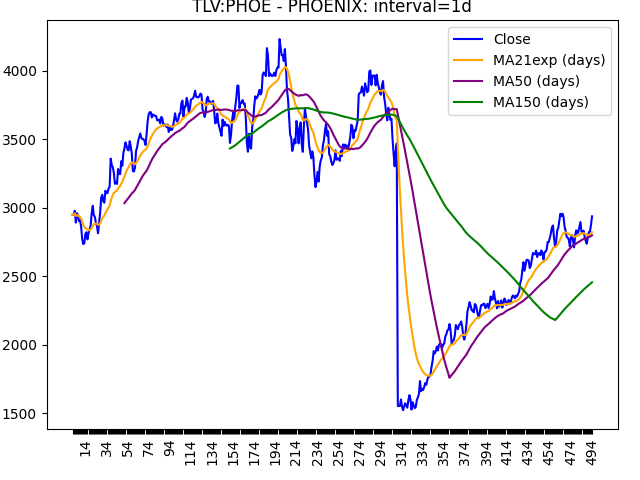 TLV:PHOE - PHOENIX: interval=1d
Close
MA21exp (days)
MA50 (days)
MA150 (days)
4000
3500
3000
2500
2000
1500
14 34 54 74 94 114 134 154 174 194 214 234 254 274 294 314 334 354 374 394 414 434 454 474 494